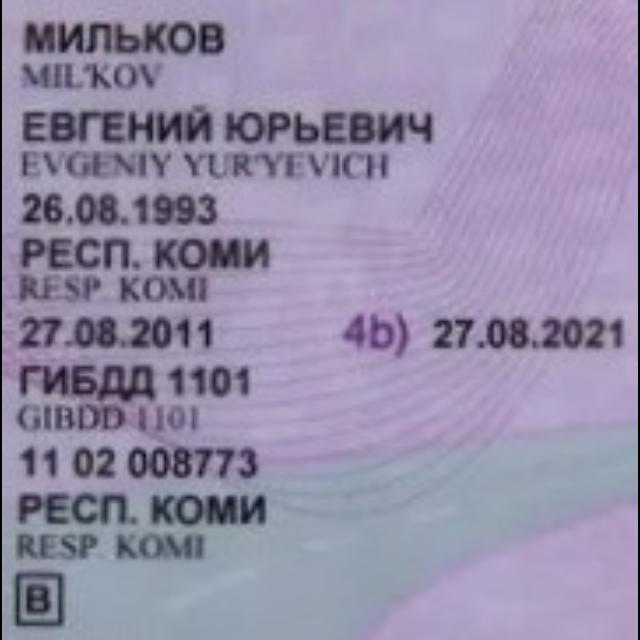 МИЛЬКОВ
MIL'KOV
ЕВГЕНИЙ ЮРЬЕВИЧ
EVGENIY YUR'YEVICH
26.08.1993
РЕСП. КОМИ
RESP. KOMI
27.08.2011 4b) 27.08.2021
ГИБДД 1101
GIBDD 1101
11 02 008773
РЕСП. КОМИ
RESP. KOMI
B